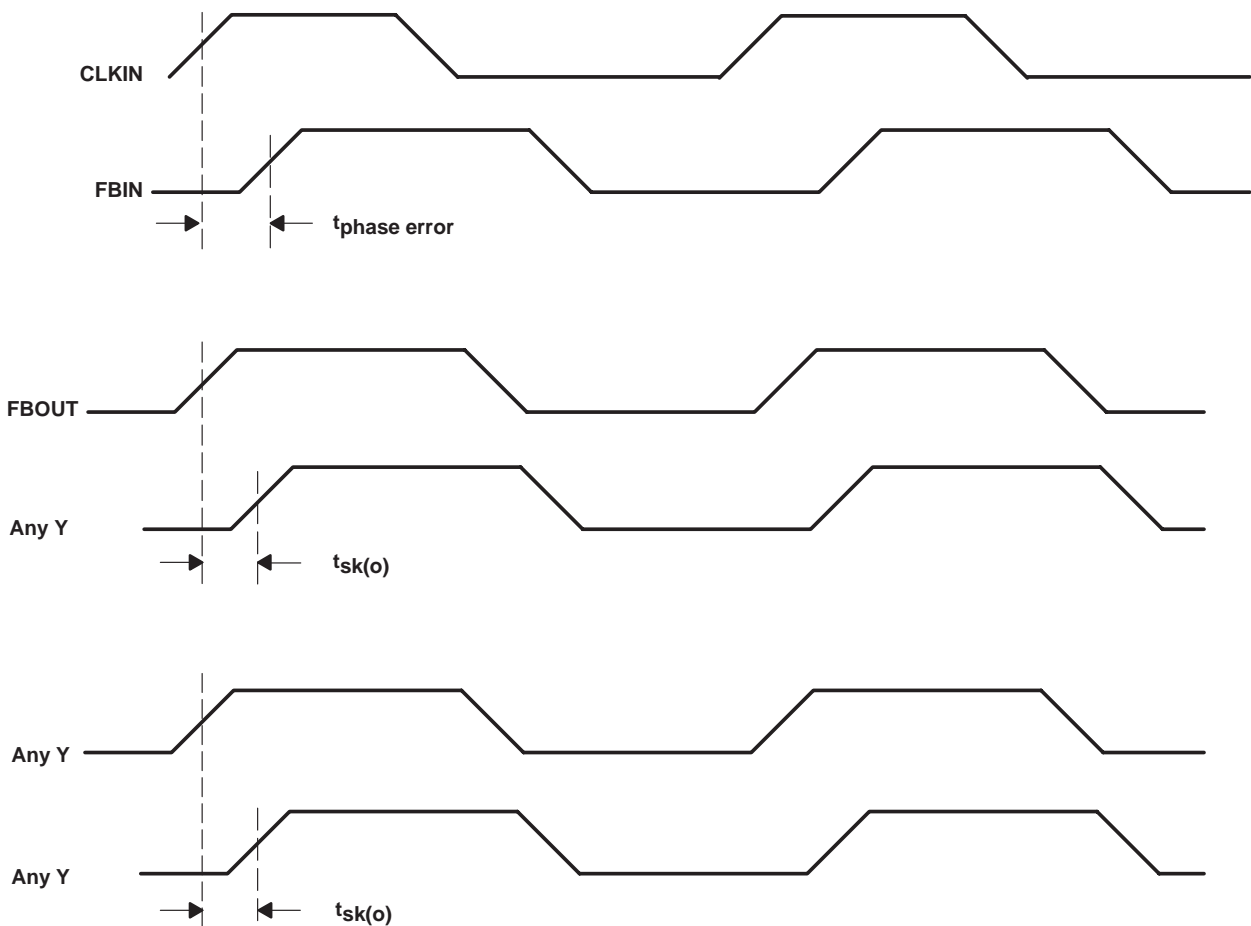 CLKIN
FBIN
tphase error
FBOUT
Any Y
tsk(o)
Any Y
Any Y
tsk(o)